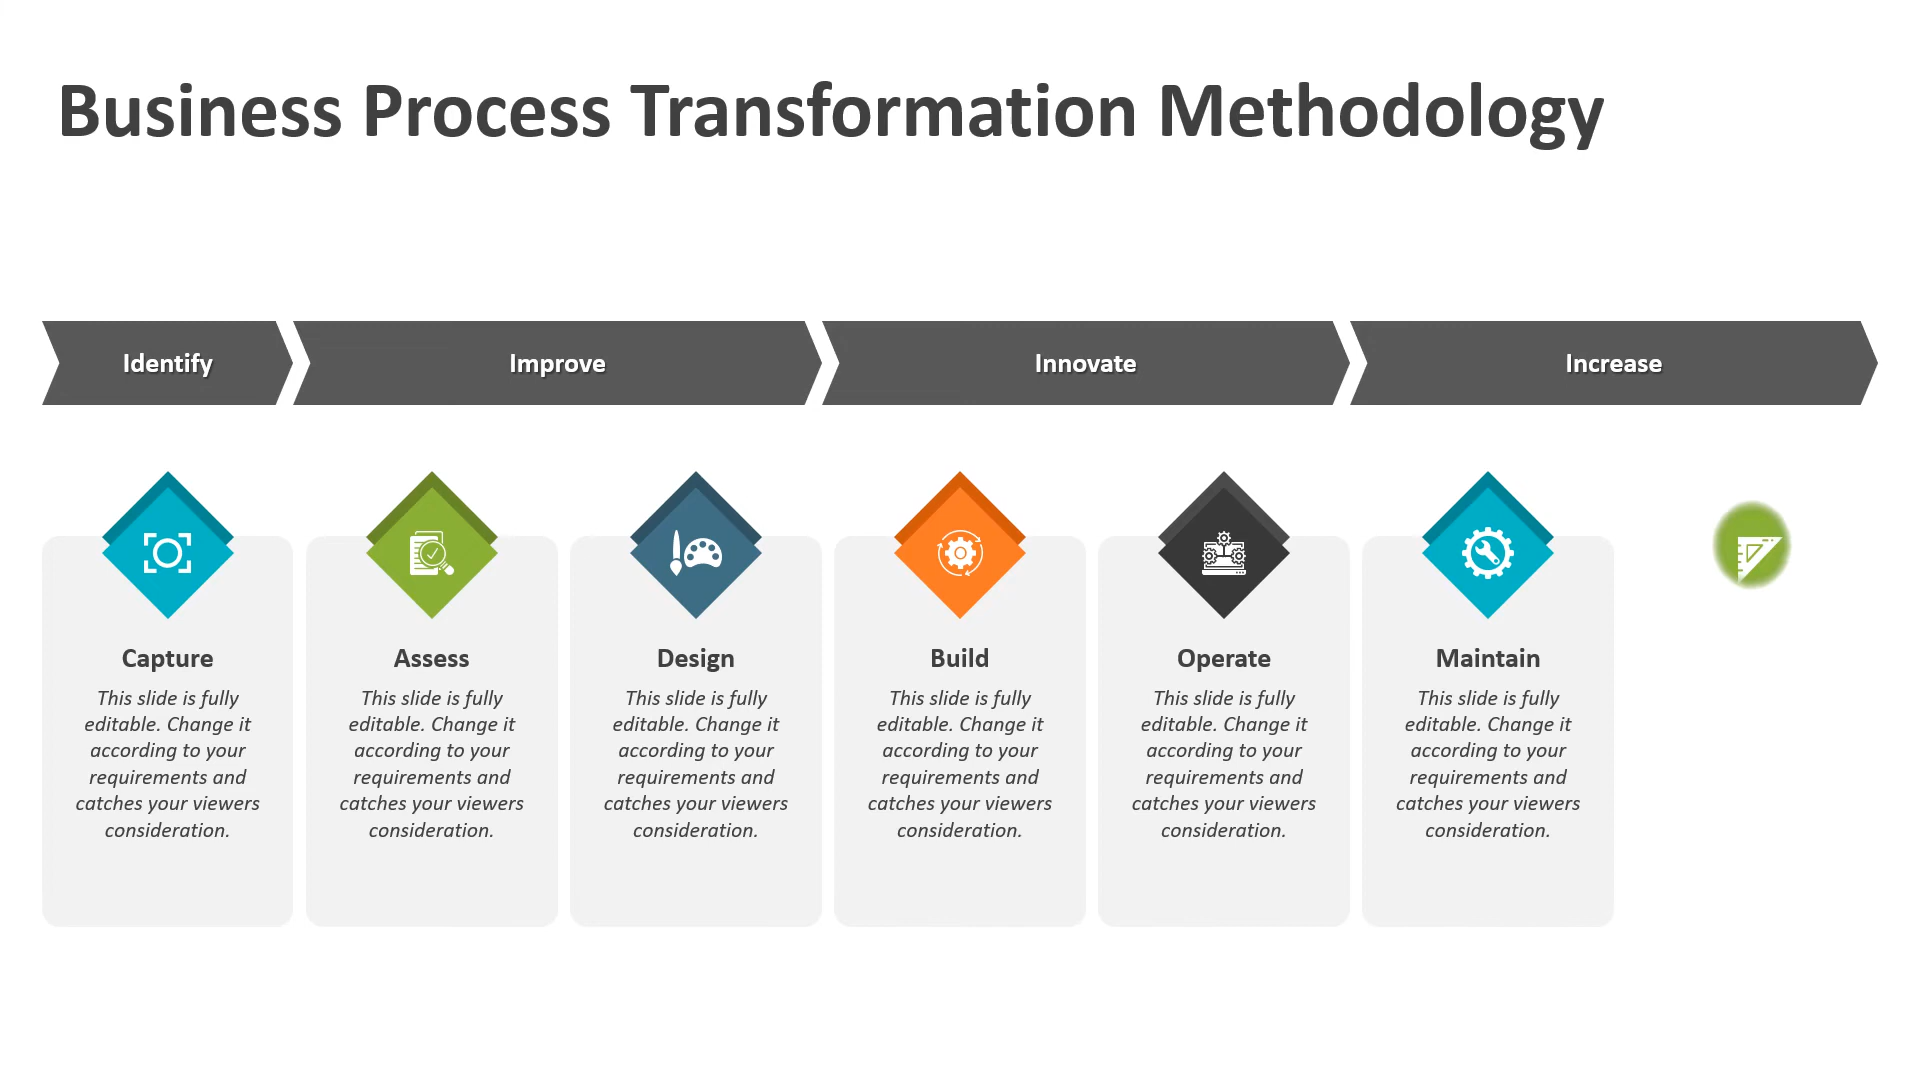 Business Process Transformation Methodology
Identify
Improve
Innovate
Increase
Capture
This slide is fully
editable. Change it
according to your
requirements and
catches your viewers
consideration.
Assess
This slide is fully
editable. Change it
according to your
requirements and
catches your viewers
consideration.
Design
This slide is fully
editable. Change it
according to your
requirements and
catches your viewers
consideration.
Build
This slide is fully
editable. Change it
according to your
requirements and
catches your viewers
consideration.
Operate
This slide is fully
editable. Change it
according to your
requirements and
catches your viewers
consideration.
Maintain
This slide is fully
editable. Change it
according to your
requirements and
catches your viewers
consideration.